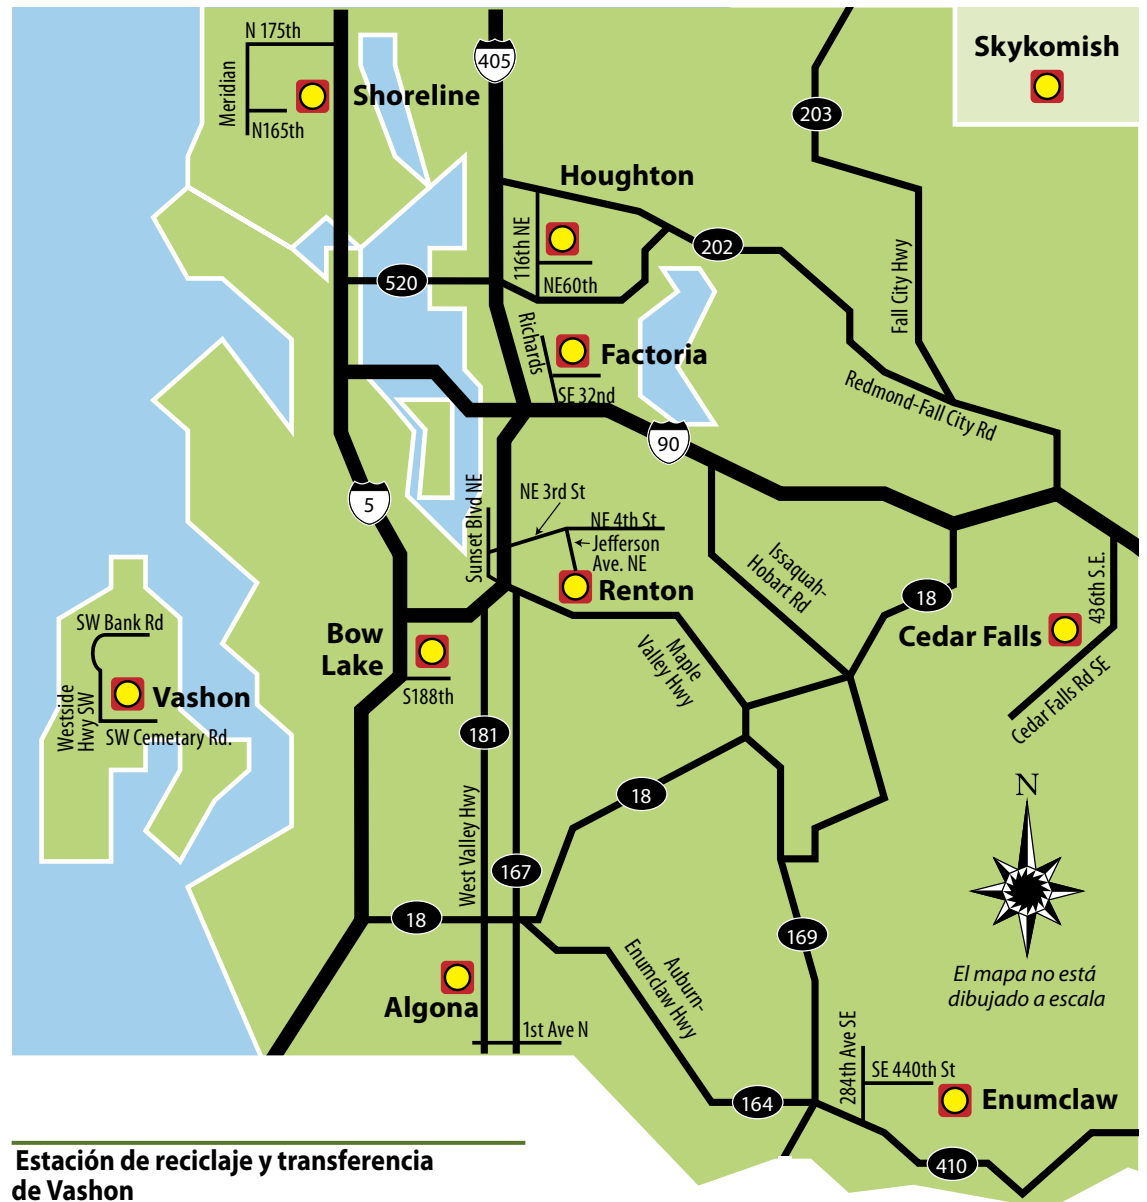 N 175th
405
Skykomish
Meridian
Shoreline
N165th
203
Houghton
116th NE
202
NE60th
520
Fall City Hwy
Richards
Factoria
SE 32nd
Redmond-Fall City Rd
90
5
Sunset Blvd NE
NE 3rd St
NE 4th St
Jefferson
Ave. NE
Renton
Issaquah-
Hobart Rd
18
436th S.E.
Cedar Falls
Cedar Falls Rd SE
SW Bank Rd
Bow
Lake
S188th
Maple
Valley Hwy
Westside
Hwy SW
Vashon
SW Cemetary Rd.
181
18
West Valley Hwy
167
18
169
N
El mapa no está
dibujado a escala
Algona
Auburn-
Enumclaw Hwy
1st Ave N
284th Ave SE
SE 440th St
Enumclaw
164
410
Estación de reciclaje y transferencia
de Vashon